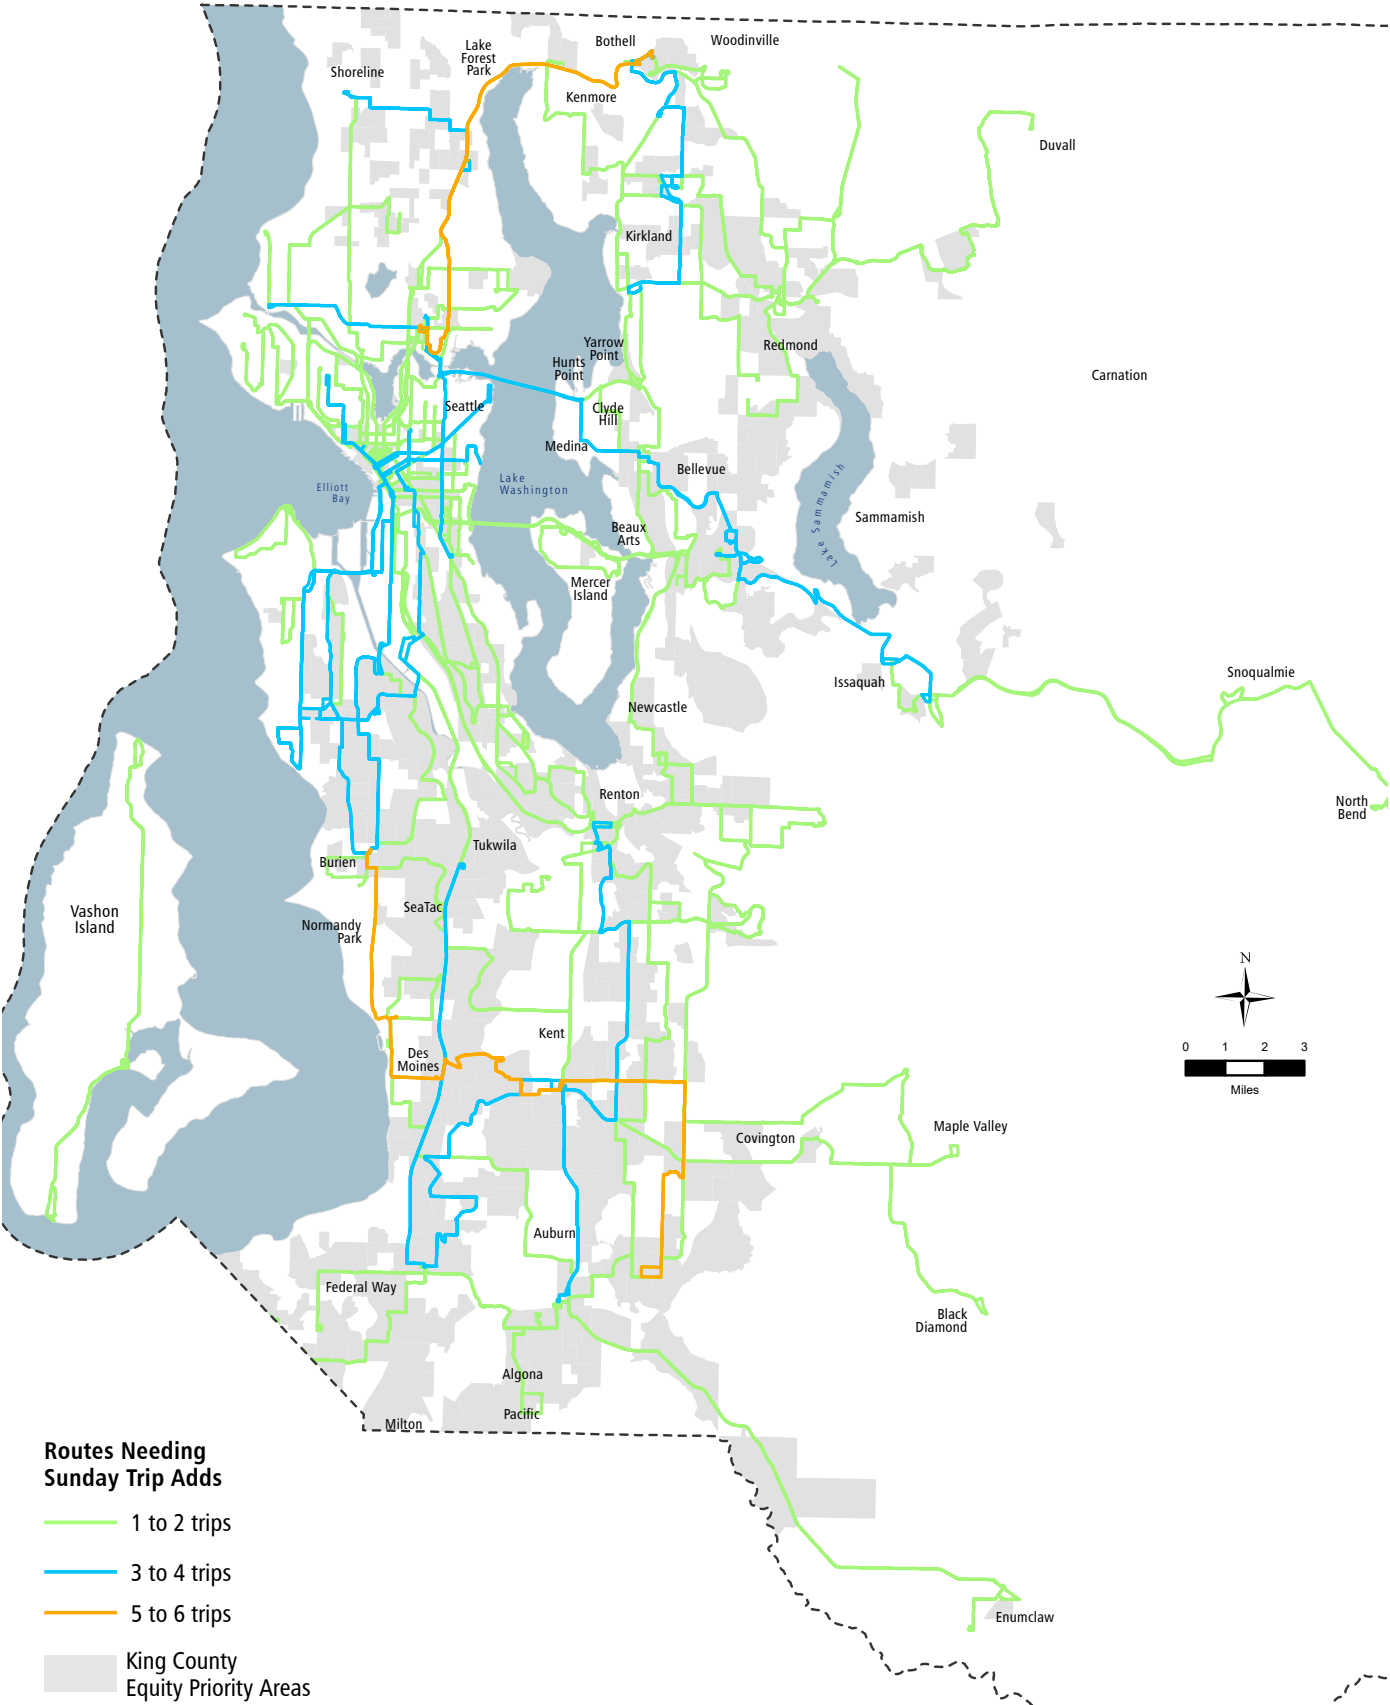 Bothell
Woodinville
Lake
Forest
Park
Shoreline
Kenmore
Duvall
Kirkland
Yarrow
Point
Redmond
Hunts
Point
Carnation
Seattle
Clyde
Hill
Medina
Bellevue
Elliott
Bay
Lake
Washington
Lake Sammamish
Sammamish
Beaux
Arts
Mercer
Island
Issaquah
Snoqualmie
Newcastle
Renton
North
Bend
Tukwila
Burien
SeaTac
Vashon
Island
Normandy
Park
N
Kent
Des
Moines
0 1 2 3
Miles
Covington
Maple Valley
Auburn
Federal Way
Black
Diamond
Algona
Pacific
Milton
Routes Needing
Sunday Trip Adds
1 to 2 trips
3 to 4 trips
5 to 6 trips
King County
Equity Priority Areas
Enumclaw